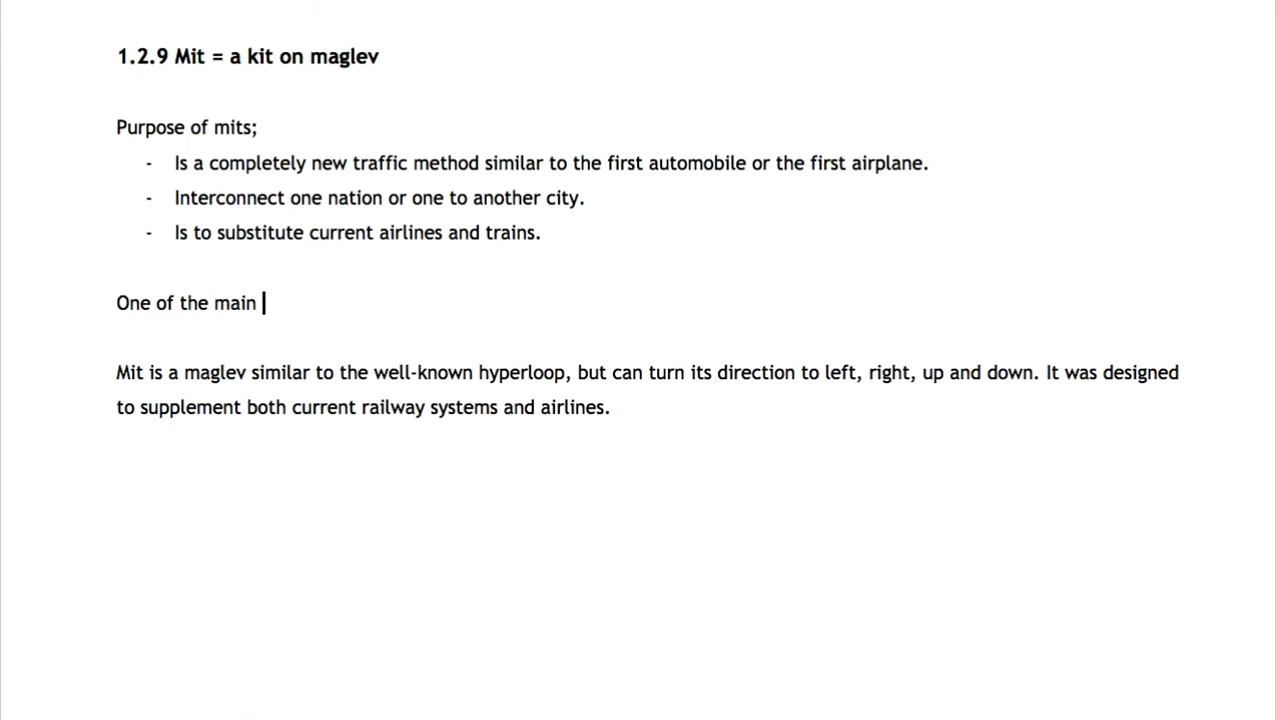 1.2.9 Mit = a kit on maglev
Purpose of mits;
- Is a completely new traffic method similar to the first automobile or the first airplane.
- Interconnect one nation or one to another city.
- Is to substitute current airlines and trains.
One of the main
Mit is a maglev similar to the well-known hyperloop, but can turn its direction to left, right, up and down. It was designed
to supplement both current railway systems and airlines.